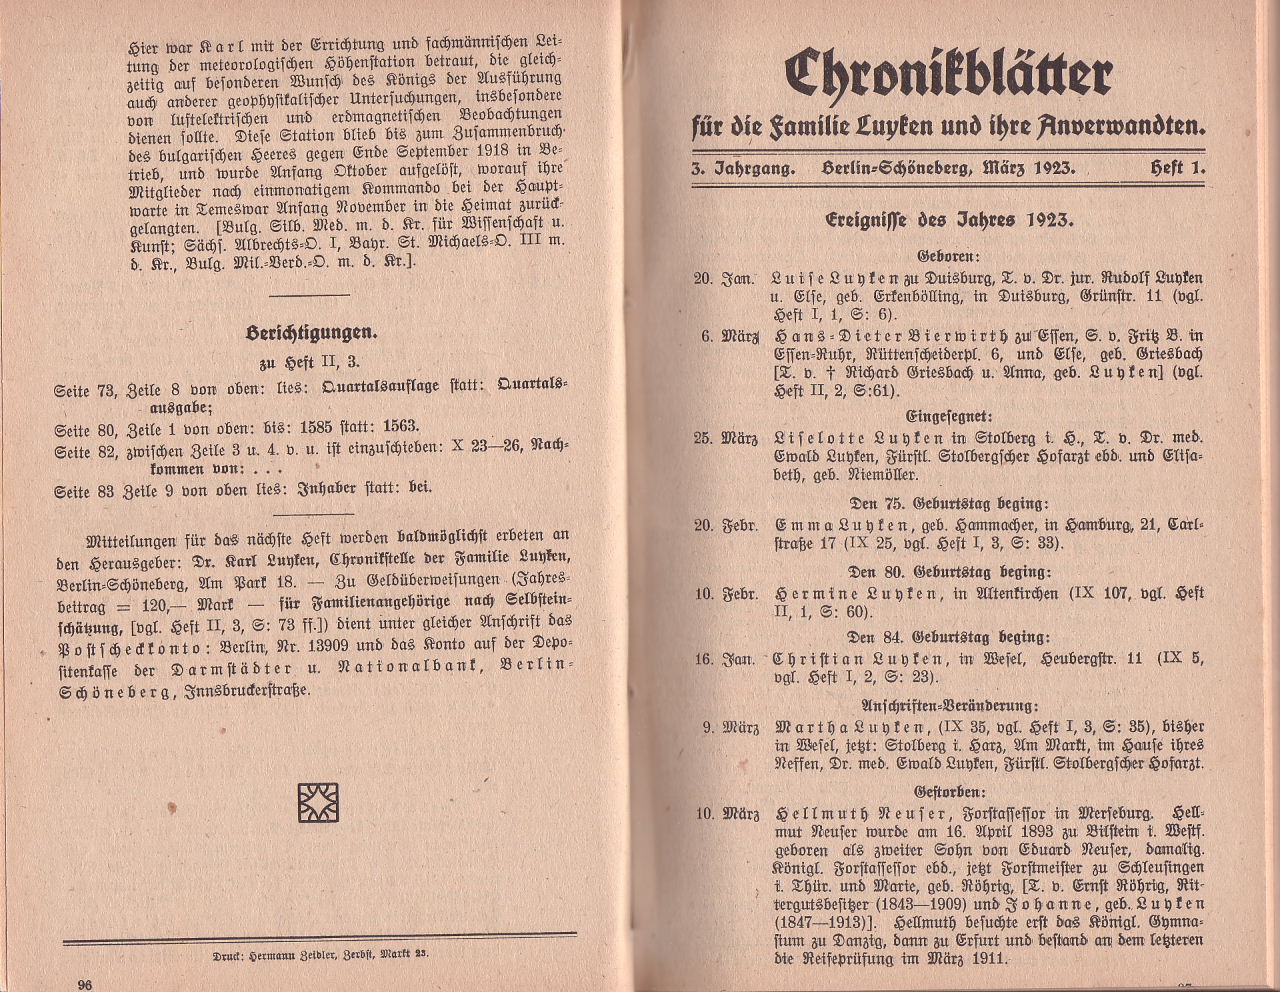 Hier war Karl mit der Errichtung und fachmännischen Lei-
tung der meteorologischen Höhenstation betraut, die gleich-
zeitig auf besonderen Wunsch des Königs der Ausführung
auch anderer geophysikalischer Untersuchungen, insbesondere
von luftelektrischen und erdmagnetischen Beobachtungen
dienen sollte. Diese Station blieb bis zum Zusammenbruch
des bulgarischen Heeres gegen Ende September 1918 in Be-
trieb, und wurde Anfang Oktober aufgelöst, worauf ihre
Mitglieder nach einmonatigem Kommando bei der Haupt-
warte in Temeswar Anfang November in die Heimat zurück-
gelangten. [Bulg. Silb. Med. m. d. Kr. für Wissenschaft u.
Kunst; Sächs. Albrechts-O. I, Bayr. St. Michaels-O. III m.
d. Kr., Bulg. Mil.-Verd.-O. m. d. Kr.].
Berichtigungen.
zu Heft II, 3.
Seite 73, Zeile 8 von oben: lies: Quartalsauflage statt: Quartals-
ausgabe;
Seite 80, Zeile 1 von oben: bis: 1585 statt: 1563.
Seite 82, zwischen Zeile 3 u. 4. v. u. ist einzuschieben: X 23—26, Nach-
kommen von: . . .
Seite 83 Zeile 9 von oben lies: Inhaber statt: bei.
Mitteilungen für das nächste Heft werden baldmöglichst erbeten an
den Herausgeber: Dr. Karl Luyken, Chronikstelle der Familie Luyken,
Berlin-Schöneberg, Am Park 18. — Zu Geldüberweisungen (Jahres-
beitrag = 120,— Mark — für Familienangehörige nach Selbstein-
schätzung, [vgl. Heft II, 3, S: 73 ff.]) dient unter gleicher Anschrift das
Postscheckkonto: Berlin, Nr. 13909 und das Konto auf der Depo-
sitenkasse der Darmstädter u. Nationalbank, Berlin-
Schöneberg, Innsbruckerstraße.
Druck: Hermann Zeidler, Zerbst, Markt 23.
96
Chronikblätter
für die Familie Luyken und ihre Anverwandten.
3. Jahrgang. Berlin-Schöneberg, März 1923. Heft 1.
Ereignisse des Jahres 1923.
Geboren:
20. Jan. Luise Luyken zu Duisburg, T. v. Dr. jur. Rudolf Luyken
u. Else, geb. Erkenbölling, in Duisburg, Grünstr. 11 (vgl.
Heft I, 1, S: 6).
6. März Hans-Dieter Bierwirth zu Essen, S. v. Fritz B. in
Essen-Ruhr, Rüttenscheiderpl. 6, und Else, geb. Griesbach
[T. v. † Richard Griesbach u. Anna, geb. Luyken] (vgl.
Heft II, 2, S:61).
Eingesegnet:
25. März Liselotte Luyken in Stolberg i. H., T. v. Dr. med.
Ewald Luyken, Fürstl. Stolbergscher Hofarzt ebd. und Elisa-
beth, geb. Niemöller.
Den 75. Geburtstag beging:
20. Febr. Emma Luyken, geb. Hammacher, in Hamburg, 21, Carl-
straße 17 (IX 25, vgl. Heft I, 3, S: 33).
Den 80. Geburtstag beging:
10. Febr. Hermine Luyken, in Altenkirchen (IX 107, vgl. Heft
II, 1, S: 60).
Den 84. Geburtstag beging:
16. Jan. Christian Luyken, in Wesel, Heubergstr. 11 (IX 5,
vgl. Heft I, 2, S: 23).
Anschriften-Veränderung:
9. März Martha Luyken, (IX 35, vgl. Heft I, 3, S: 35), bisher
in Wesel, jetzt: Stolberg i. Harz, Am Markt, im Hause ihres
Neffen, Dr. med. Ewald Luyken, Fürstl. Stolbergscher Hofarzt.
Gestorben:
10. März Hellmuth Neuser, Forstassessor in Merseburg. Hell-
mut Neuser wurde am 16. April 1893 zu Bilstein i. Westf.
geboren als zweiter Sohn von Eduard Neuser, damalig.
Königl. Forstassessor ebd., jetzt Forstmeister zu Schleusingen
i. Thür. und Marie, geb. Röhrig, [T. v. Ernst Röhrig, Rit-
tergutsbesitzer (1843—1909) und Johanne, geb. Luyken
(1847—1913)]. Hellmuth besuchte erst das Königl. Gymna-
sium zu Danzig, dann zu Erfurt und bestand an dem letzteren
die Reifeprüfung im März 1911.